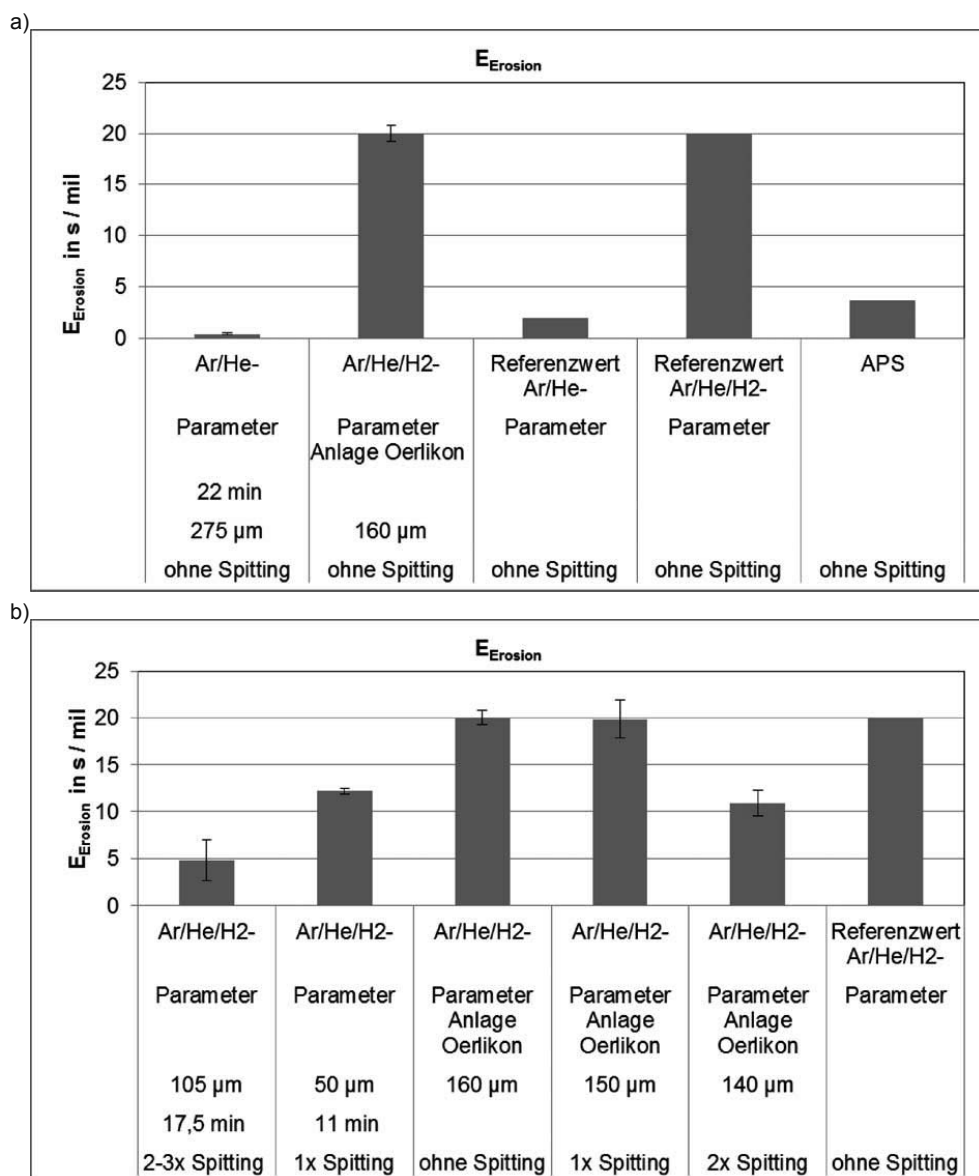 a)
E_Erosion
25
20
15
10
5
0
E_Erosion in s / mil
Ar/He-
Ar/He/H2-
Referenzwert
Ar/He-
Referenzwert
Ar/He/H2-
APS
Parameter
Parameter
Anlage Oerlikon
Parameter
Parameter
22 min
275 µm
160 µm
ohne Spitting
ohne Spitting
ohne Spitting
ohne Spitting
ohne Spitting
b)
E_Erosion
25
20
15
10
5
0
E_Erosion in s / mil
Ar/He/H2-
Ar/He/H2-
Ar/He/H2-
Ar/He/H2-
Ar/He/H2-
Referenzwert
Ar/He/H2-
Parameter
Parameter
Parameter
Anlage
Oerlikon
Parameter
Anlage
Oerlikon
Parameter
Anlage
Oerlikon
Parameter
105 µm
50 µm
160 µm
150 µm
140 µm
17,5 min
11 min
2-3x Spitting
1x Spitting
ohne Spitting
1x Spitting
2x Spitting
ohne Spitting